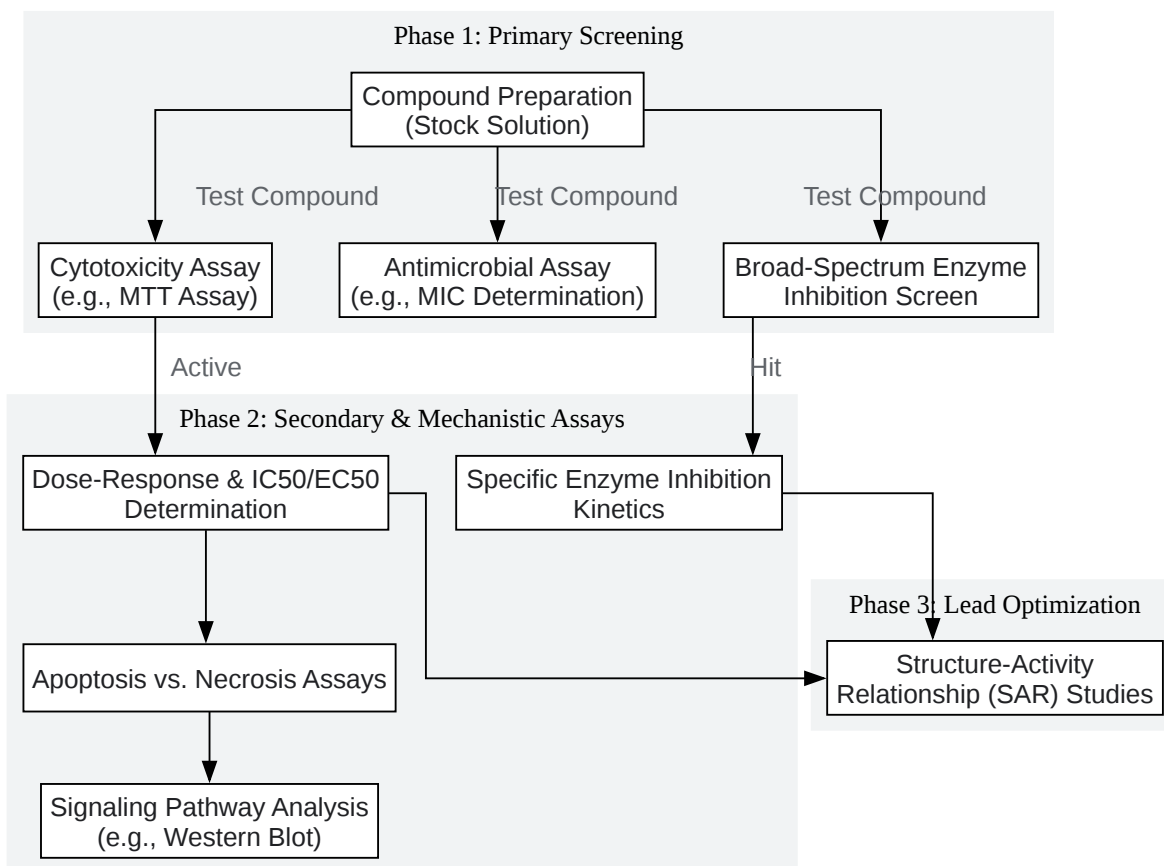 Phase 1: Primary Screening
Compound Preparation
(Stock Solution)
Test Compound
Test Compound
Test Compound
Cytotoxicity Assay
(e.g., MTT Assay)
Antimicrobial Assay
(e.g., MIC Determination)
Broad-Spectrum Enzyme
Inhibition Screen
Active
Hit
Phase 2: Secondary & Mechanistic Assays
Dose-Response & IC50/EC50
Determination
Specific Enzyme Inhibition
Kinetics
Phase 3: Lead Optimization
Apoptosis vs. Necrosis Assays
Structure-Activity
Relationship (SAR) Studies
Signaling Pathway Analysis
(e.g., Western Blot)